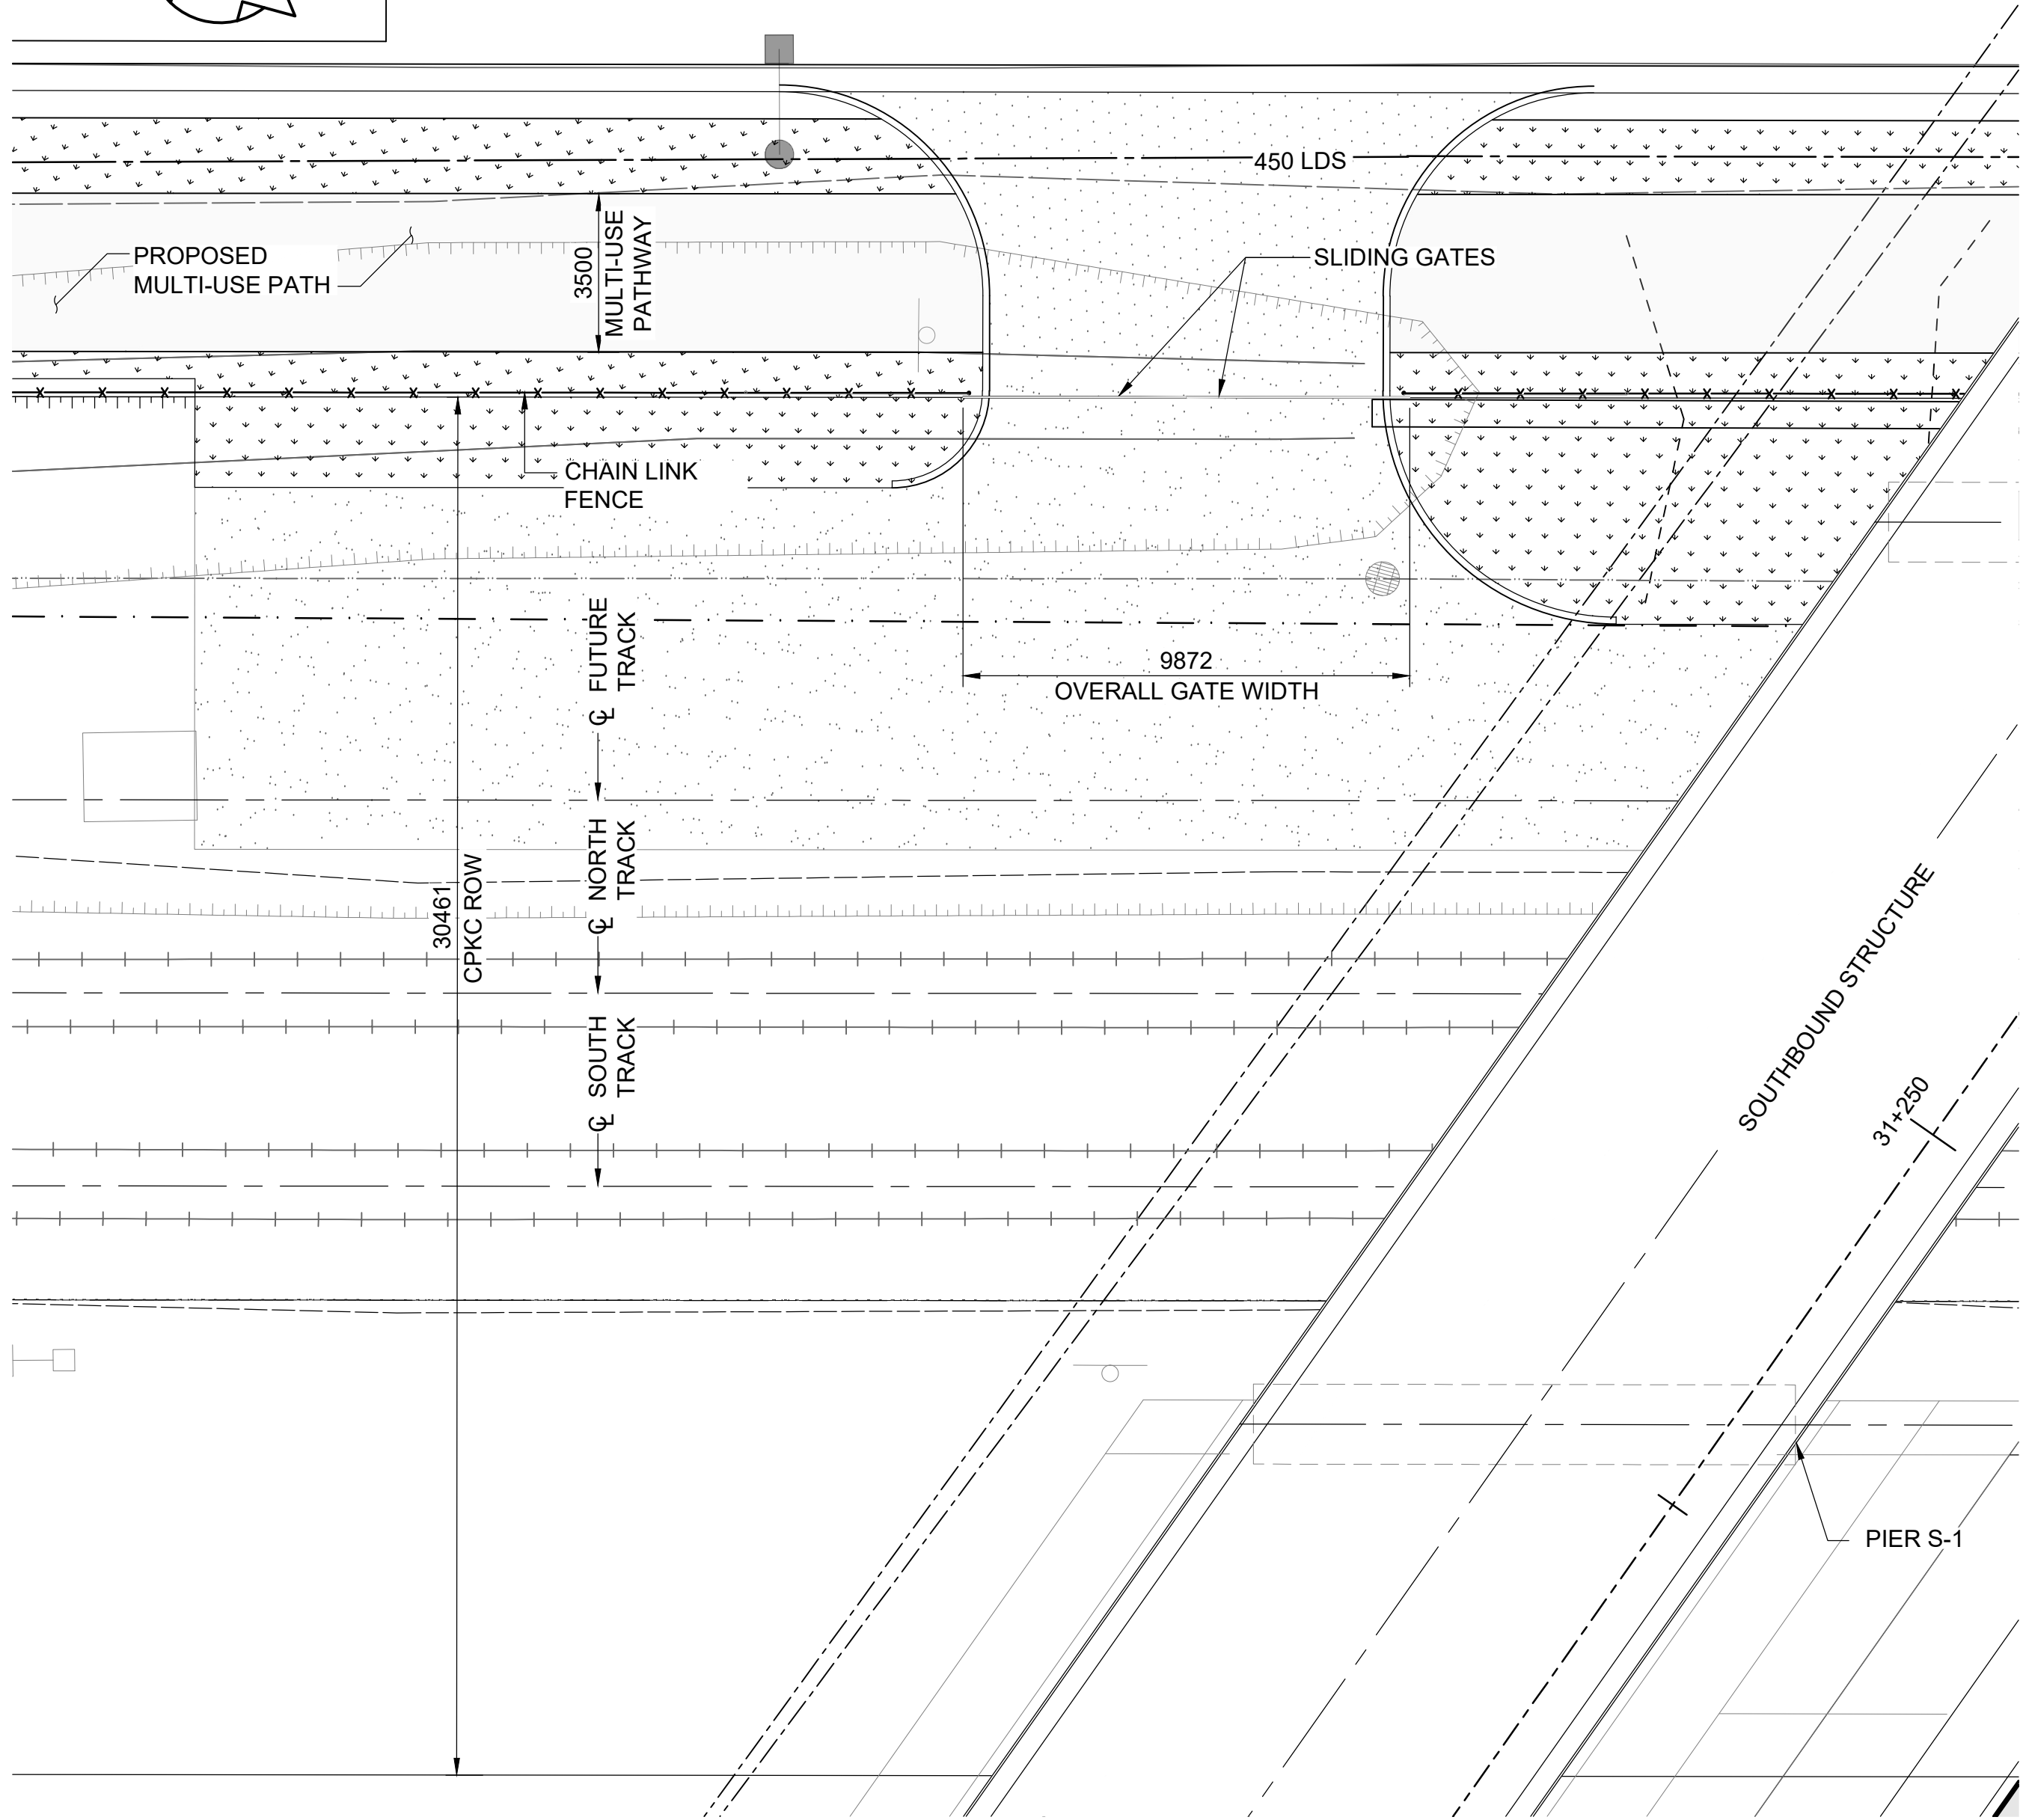 450 LDS
PROPOSED
MULTI-USE PATH
3500
MULTI-USE
PATHWAY
SLIDING GATES
CHAIN LINK
FENCE
℄ FUTURE
TRACK
9872
OVERALL GATE WIDTH
℄ NORTH
TRACK
30461
CPKC ROW
℄ SOUTH
TRACK
SOUTHBOUND STRUCTURE
31+250
PIER S-1